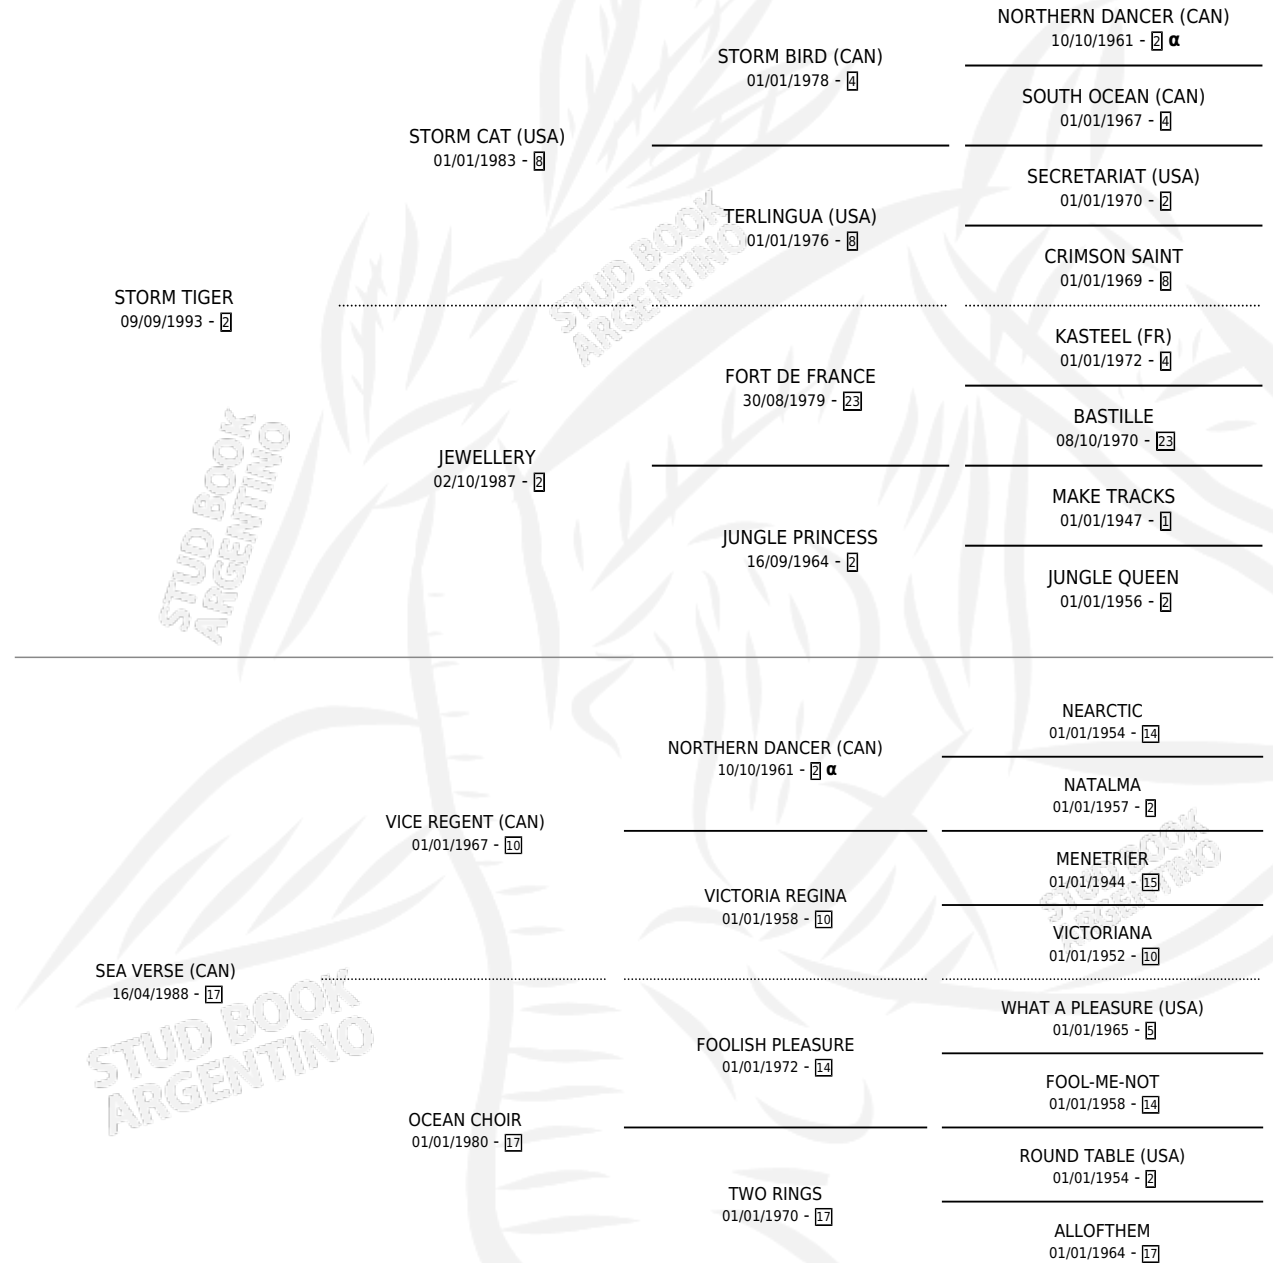 NORTHERN DANCER (CAN)
10/10/1961 - 2 α
STORM BIRD (CAN)
01/01/1978 - 4
SOUTH OCEAN (CAN)
01/01/1967 - 4
STORM CAT (USA)
01/01/1983 - 8
SECRETARIAT (USA)
01/01/1970 - 2
TERLINGUA (USA)
01/01/1976 - 8
CRIMSON SAINT
01/01/1969 - 8
STORM TIGER
09/09/1993 - 2
KASTEEL (FR)
01/01/1972 - 4
FORT DE FRANCE
30/08/1979 - 23
BASTILLE
08/10/1970 - 23
JEWELLERY
02/10/1987 - 2
MAKE TRACKS
01/01/1947 - 1
JUNGLE PRINCESS
16/09/1964 - 2
JUNGLE QUEEN
01/01/1956 - 2
NEARCTIC
01/01/1954 - 14
NORTHERN DANCER (CAN)
10/10/1961 - 2 α
NATALMA
01/01/1957 - 2
VICE REGENT (CAN)
01/01/1967 - 10
MENETRIER
01/01/1944 - 15
VICTORIA REGINA
01/01/1958 - 10
VICTORIANA
01/01/1952 - 10
SEA VERSE (CAN)
16/04/1988 - 17
WHAT A PLEASURE (USA)
01/01/1965 - 5
FOOLISH PLEASURE
01/01/1972 - 14
FOOL-ME-NOT
01/01/1958 - 14
OCEAN CHOIR
01/01/1980 - 17
ROUND TABLE (USA)
01/01/1954 - 2
TWO RINGS
01/01/1970 - 17
ALLOFTHEM
01/01/1964 - 17
STUD BOOK
ARGENTINO
STUD BOOK
ARGENTINO
STUD BOOK
ARGENTINO
STUD BOOK
ARGENTINO